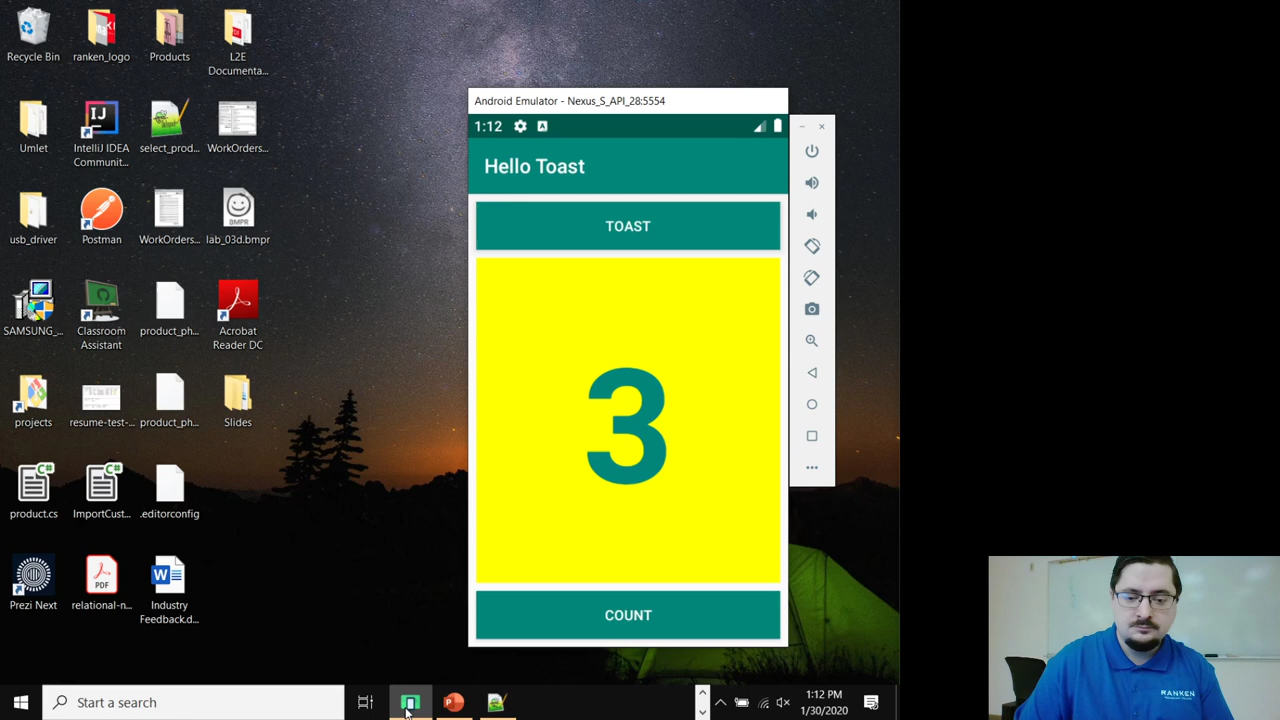 Recycle Bin
ranken_logo
Products
L2E
Documenta...
Umlet
IntelliJ IDEA
Communit...
select_prod...
WorkOrders...
usb_driver
Postman
WorkOrders...
BMPR
lab_03d.bmpr
SAMSUNG_...
Classroom
Assistant
product_ph...
Acrobat
Reader DC
projects
resume-test-...
product_ph...
Slides
C#
product.cs
C#
ImportCust...
.editorconfig
Prezi Next
PDF
relational-n...
Industry
Feedback.d...
Android Emulator - Nexus_S_API_28:5554
1:12
Hello Toast
TOAST
3
COUNT
Start a search
1:12 PM
1/30/2020
RANKEN